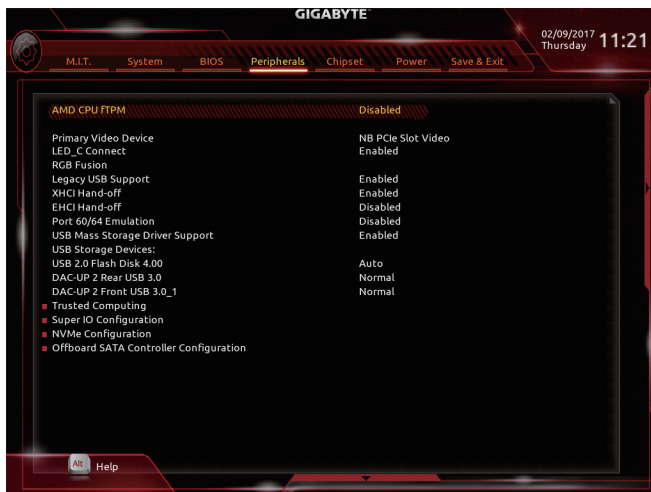 GIGABYTE™
02/09/2017 Thursday 11:21
M.I.T. System BIOS Peripherals Chipset Power Save & Exit
AMD CPU fTPM Disabled
Primary Video Device NB PCIe Slot Video
LED_C Connect Enabled
RGB Fusion
Legacy USB Support Enabled
XHCI Hand-off Enabled
EHCI Hand-off Disabled
Port 60/64 Emulation Disabled
USB Mass Storage Driver Support Enabled
USB Storage Devices:
USB 2.0 Flash Disk 4.00 Auto
DAC-UP 2 Rear USB 3.0 Normal
DAC-UP 2 Front USB 3.0_1 Normal
Trusted Computing
Super IO Configuration
NVMe Configuration
Offboard SATA Controller Configuration
Alt Help